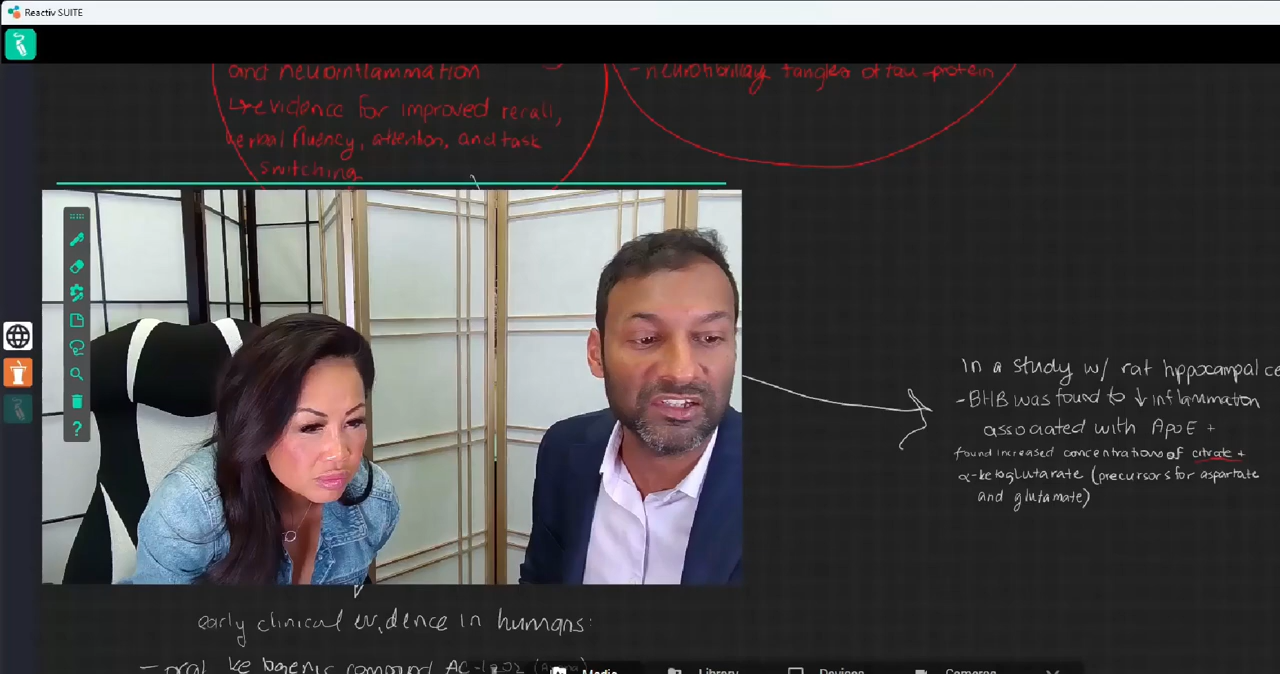 Reactiv SUITE
and neuroinflammation
↳evidence for improved recall,
verbal fluency, attention, and task
switching
- neurofibrillary tangles of tau-protein
In a study w/ rat hippocampal ce
- BHB was found to ↓ inflammation
associated with ApoE +
found increased concentrations of citrate +
α-ketoglutarate (precursors for aspartate
and glutamate)
early clinical evidence in humans:
- oral ketogenic compound AC-1202
Media Library Devices Cameras
?